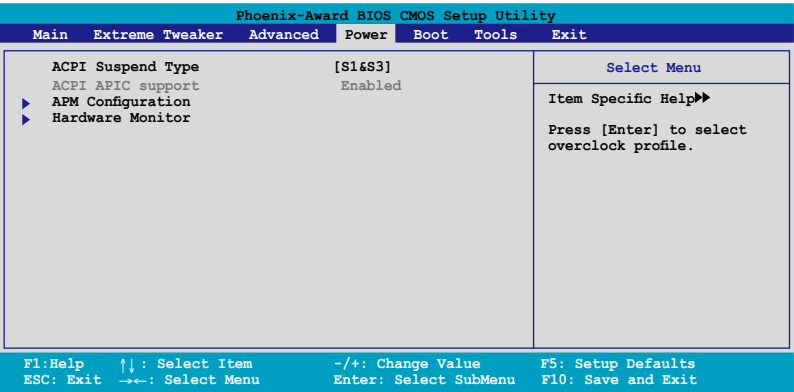 Phoenix-Award BIOS CMOS Setup Utility
Main Extreme Tweaker Advanced Power Boot Tools Exit
ACPI Suspend Type [S1&S3]
ACPI APIC support Enabled
APM Configuration
Hardware Monitor
Select Menu
Item Specific Help
Press [Enter] to select
overclock profile.
F1:Help ↑↓: Select Item -/+: Change Value F5: Setup Defaults
ESC: Exit →←: Select Menu Enter: Select SubMenu F10: Save and Exit